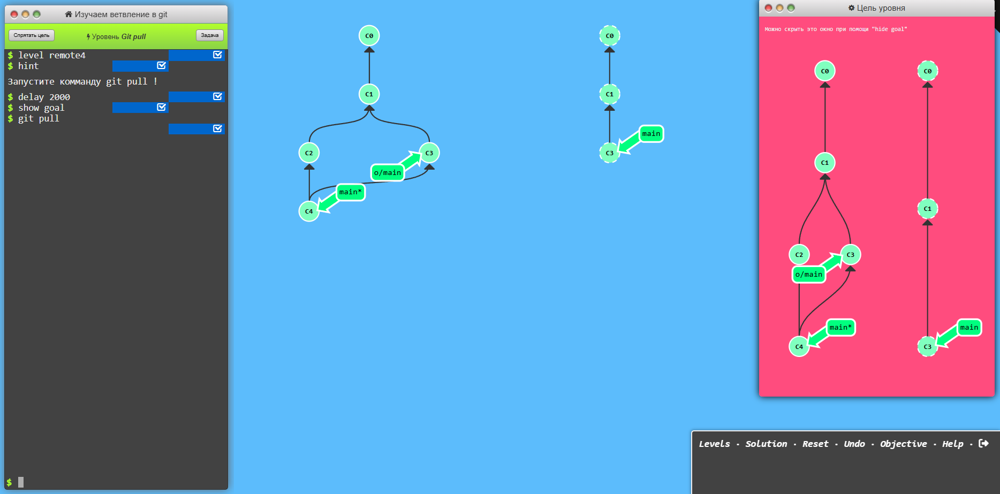 Изучаем ветвление в git
Спрятать цель
Уровень Git pull
Задача
$ level remote4
$ hint
Запустите комманду git pull !
$ delay 2000
$ show goal
$ git pull
$
C0
C1
C2
C3
o/main
main*
C4
C0
C1
main
C3
Цель уровня
Можно скрыть это окно при помощи "hide goal"
C0
C0
C1
C1
C2
C3
o/main
main*
main
C4
C3
Levels · Solution · Reset · Undo · Objective · Help ·